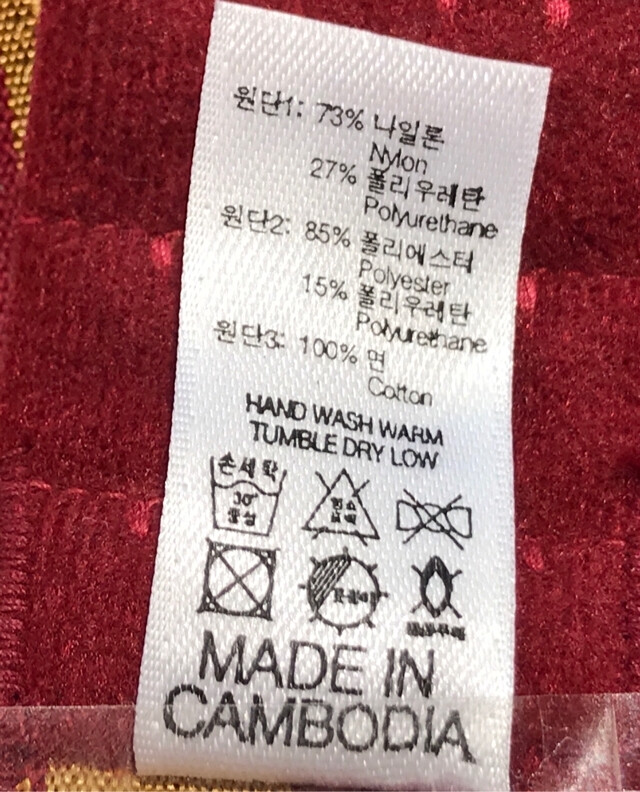 원단1: 73% 나일론
Nylon
27% 폴리우레탄
Polyurethane
원단2: 85% 폴리에스터
Polyester
15% 폴리우레탄
Polyurethane
원단3: 100% 면
Cotton
HAND WASH WARM
TUMBLE DRY LOW
손세탁
30°
중성
염소
표백
MADE IN
CAMBODIA